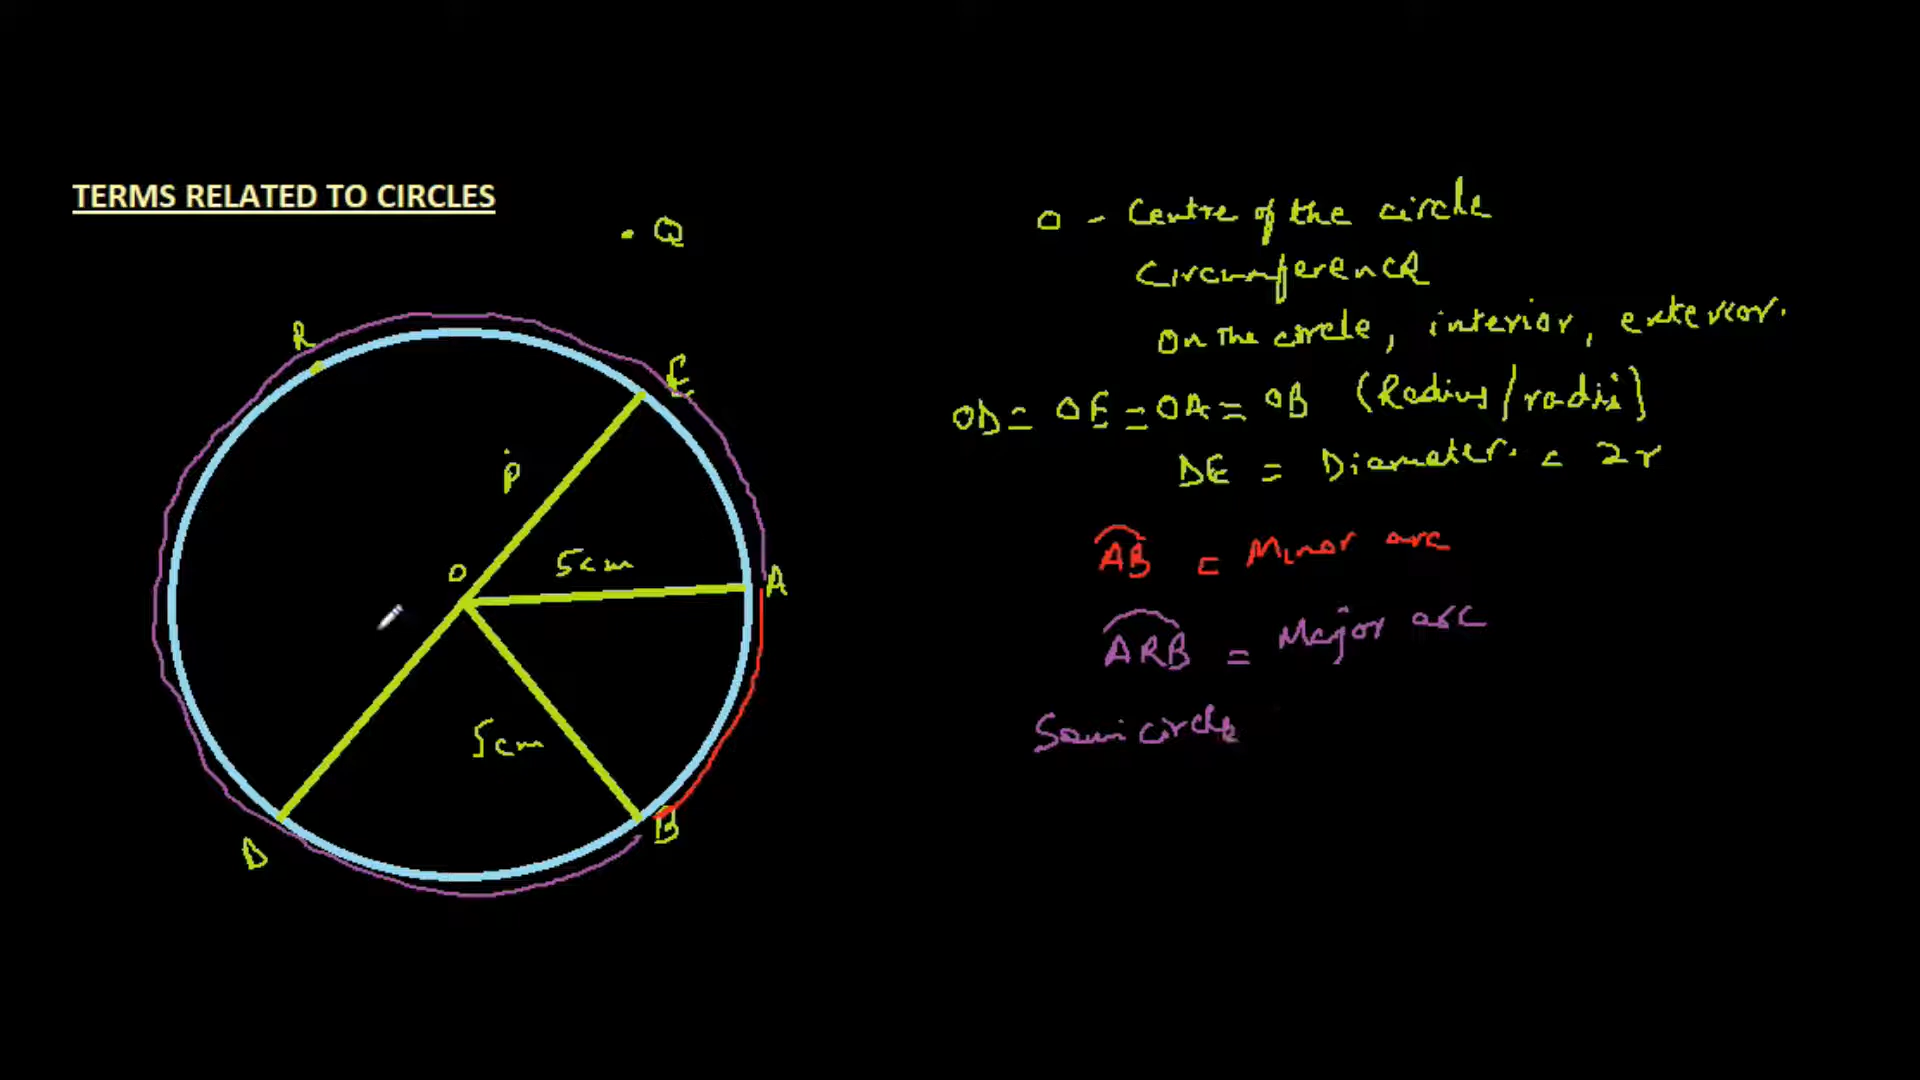 TERMS RELATED TO CIRCLES
. Q
R
E
P
O
5cm
A
5cm
B
D
O - Centre of the circle
Circumference
On the circle, interior, exterior.
OD = OE = OA = OB (Radius/radii)
DE = Diameter. = 2r
AB = Minor arc
ARB = Major arc
Semi circle